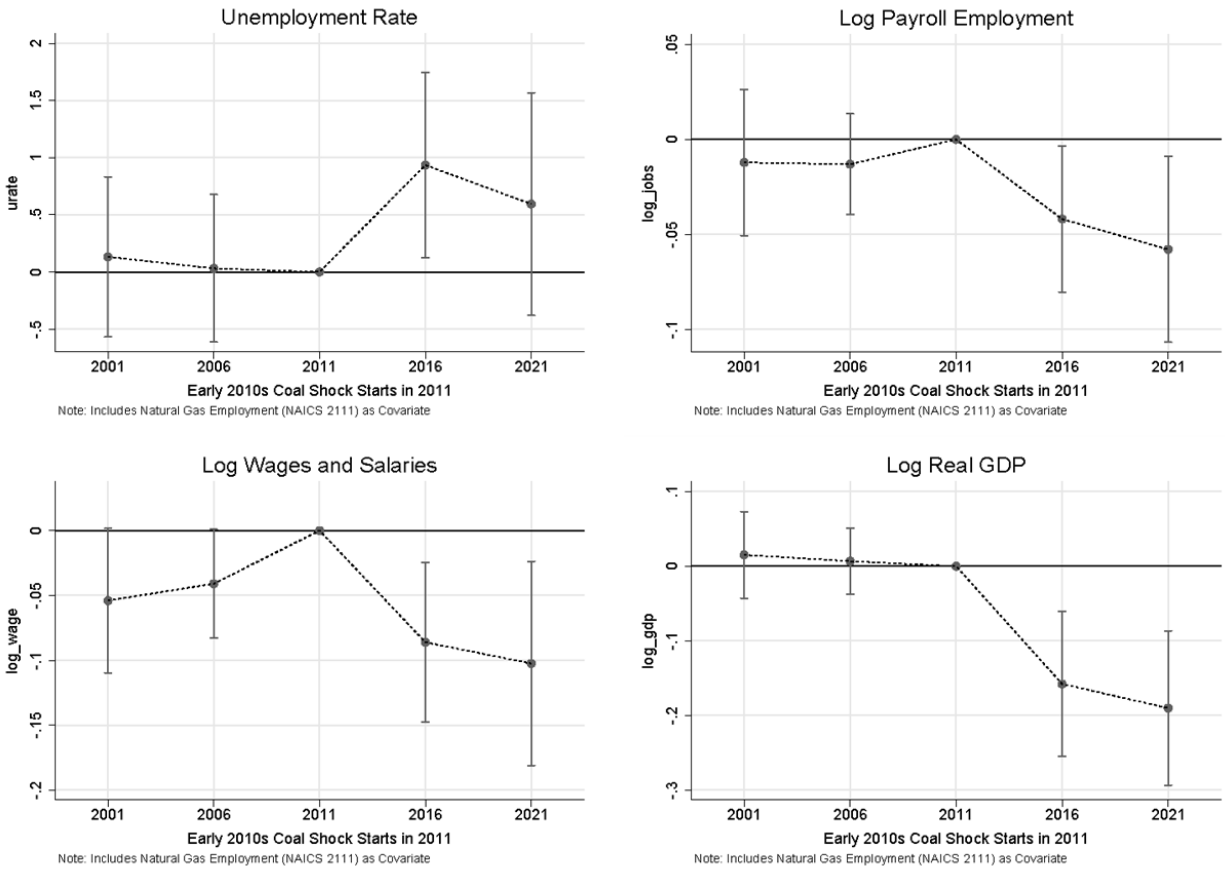 Unemployment Rate
2
1.5
1
.5
0
-.5
urate
2001 2006 2011 2016 2021
Early 2010s Coal Shock Starts in 2011
Note: Includes Natural Gas Employment (NAICS 2111) as Covariate
Log Payroll Employment
.05
0
-.05
-.1
log_jobs
2001 2006 2011 2016 2021
Early 2010s Coal Shock Starts in 2011
Note: Includes Natural Gas Employment (NAICS 2111) as Covariate
Log Wages and Salaries
0
-.05
-.1
-.15
-.2
log_wage
2001 2006 2011 2016 2021
Early 2010s Coal Shock Starts in 2011
Note: Includes Natural Gas Employment (NAICS 2111) as Covariate
Log Real GDP
.1
0
-.1
-.2
-.3
log_gdp
2001 2006 2011 2016 2021
Early 2010s Coal Shock Starts in 2011
Note: Includes Natural Gas Employment (NAICS 2111) as Covariate